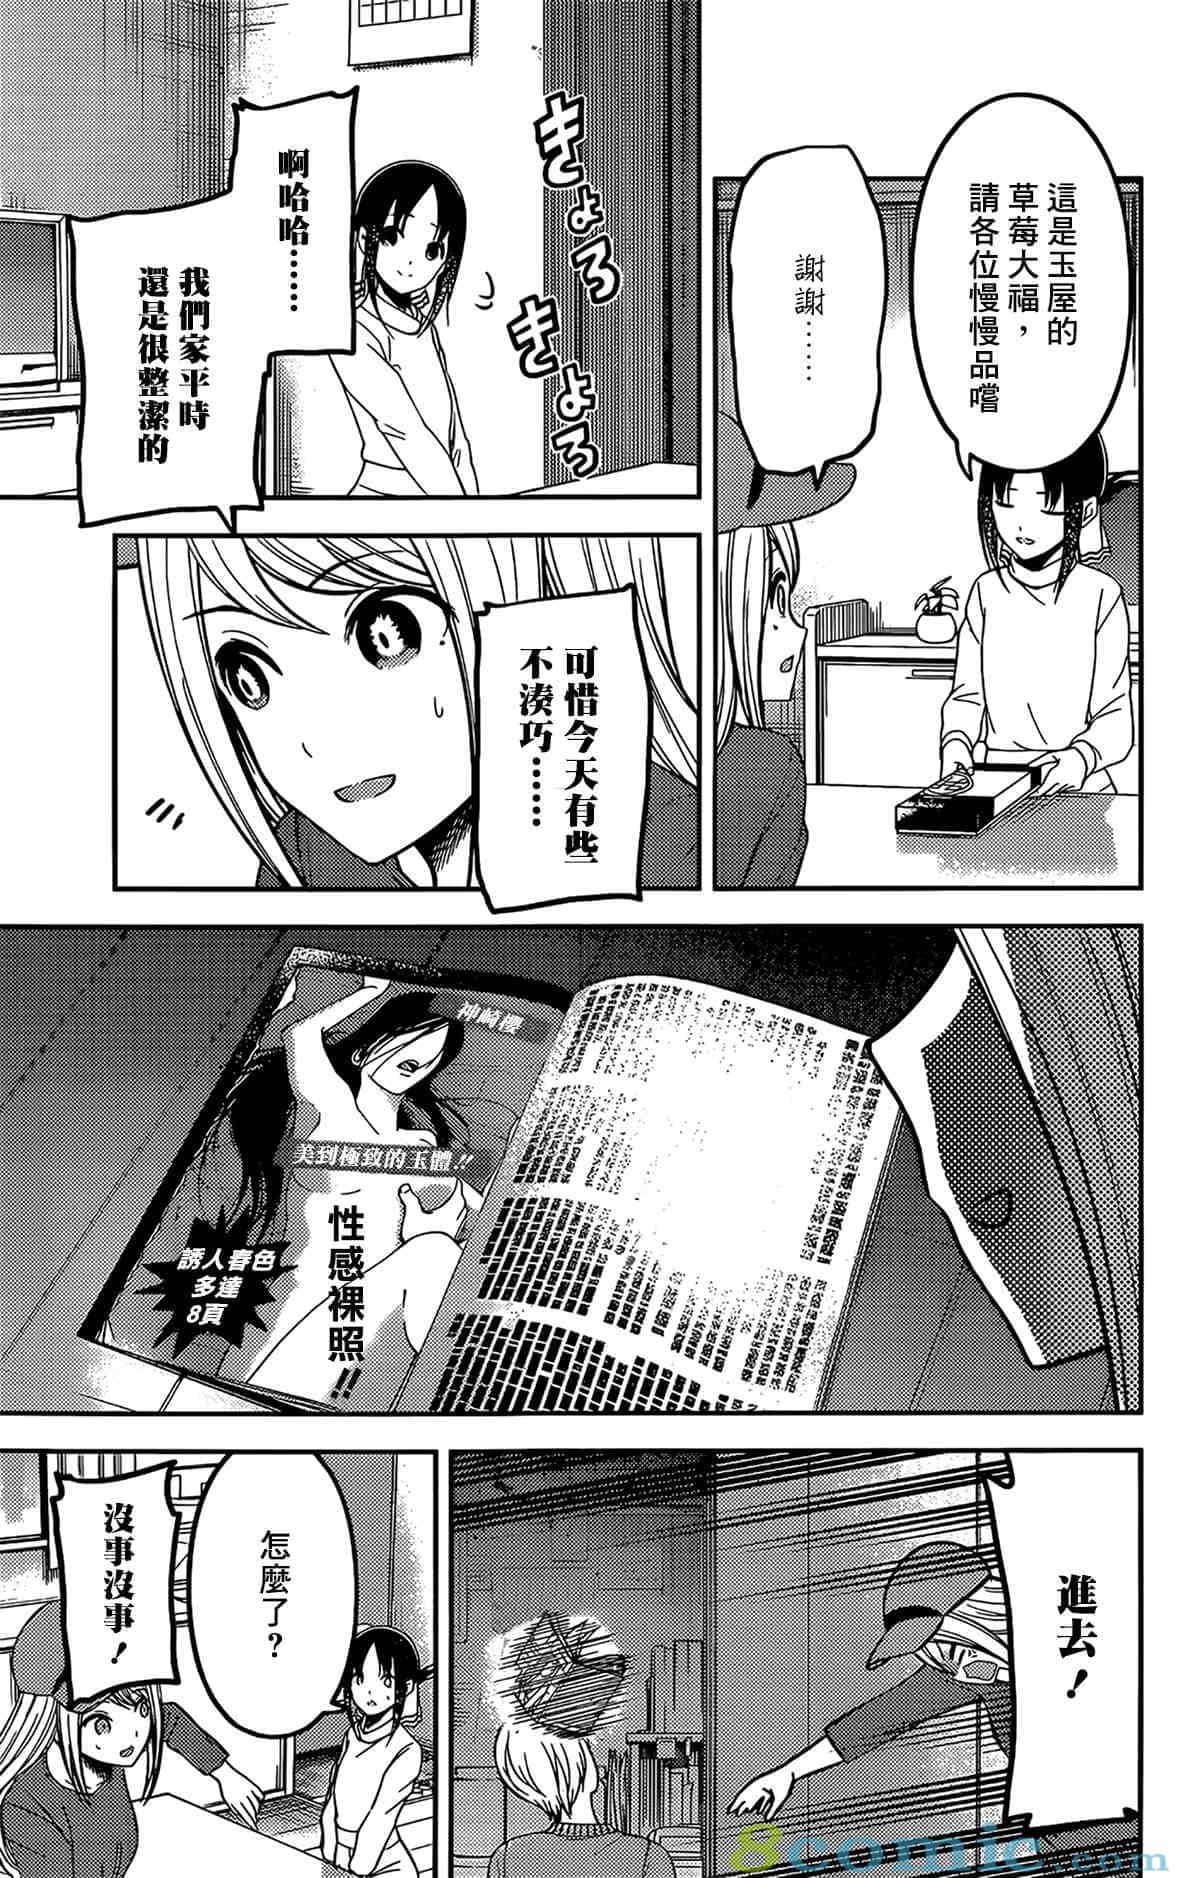 這是玉屋的
草莓大福，
請各位慢慢品嚐
謝謝……
きょろ
きょろ
啊哈哈……
我們家平時
還是很整潔的
可惜今天有些
不湊巧……
神崎優
美到極致的玉體!!
性感裸照!!
誘人春色
多達
8頁
進去！
怎麼了？
沒事沒事！
8comic.com